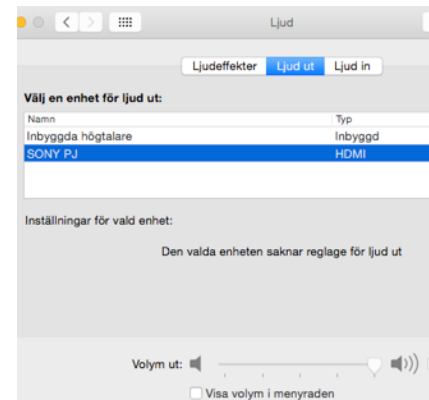 Ljud
Ljudeffekter Ljud ut Ljud in
Välj en enhet för ljud ut:
Namn Typ
Inbyggda högtalare Inbyggd
SONY PJ HDMI
Inställningar för vald enhet:
Den valda enheten saknar reglage för ljud ut
Volym ut:
Visa volym i menyraden